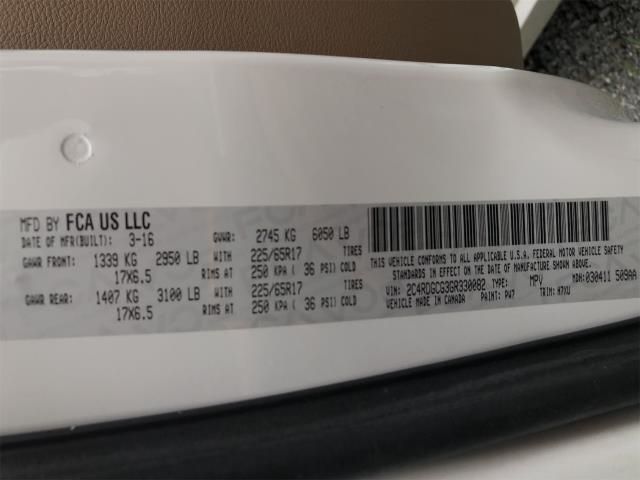 MFD BY FCA US LLC
DATE OF MFR(BUILT): 3-16 GVWR: 2745 KG 6050 LB
GAWR FRONT: 1339 KG 2950 LB WITH 225/65R17 TIRES
17X6.5 RIMS AT 250 KPA ( 36 PSI) COLD
GAWR REAR: 1407 KG 3100 LB WITH 225/65R17 TIRES
17X6.5 RIMS AT 250 KPA ( 36 PSI) COLD
THIS VEHICLE CONFORMS TO ALL APPLICABLE U.S.A. FEDERAL MOTOR VEHICLE SAFETY
STANDARDS IN EFFECT ON THE DATE OF MANUFACTURE SHOWN ABOVE.
VIN: 2C4RDGCG3GR330082 TYPE: MPV MDH:030411 509AA
VEHICLE MADE IN CANADA PAINT: PW7 TRIM: H7XU